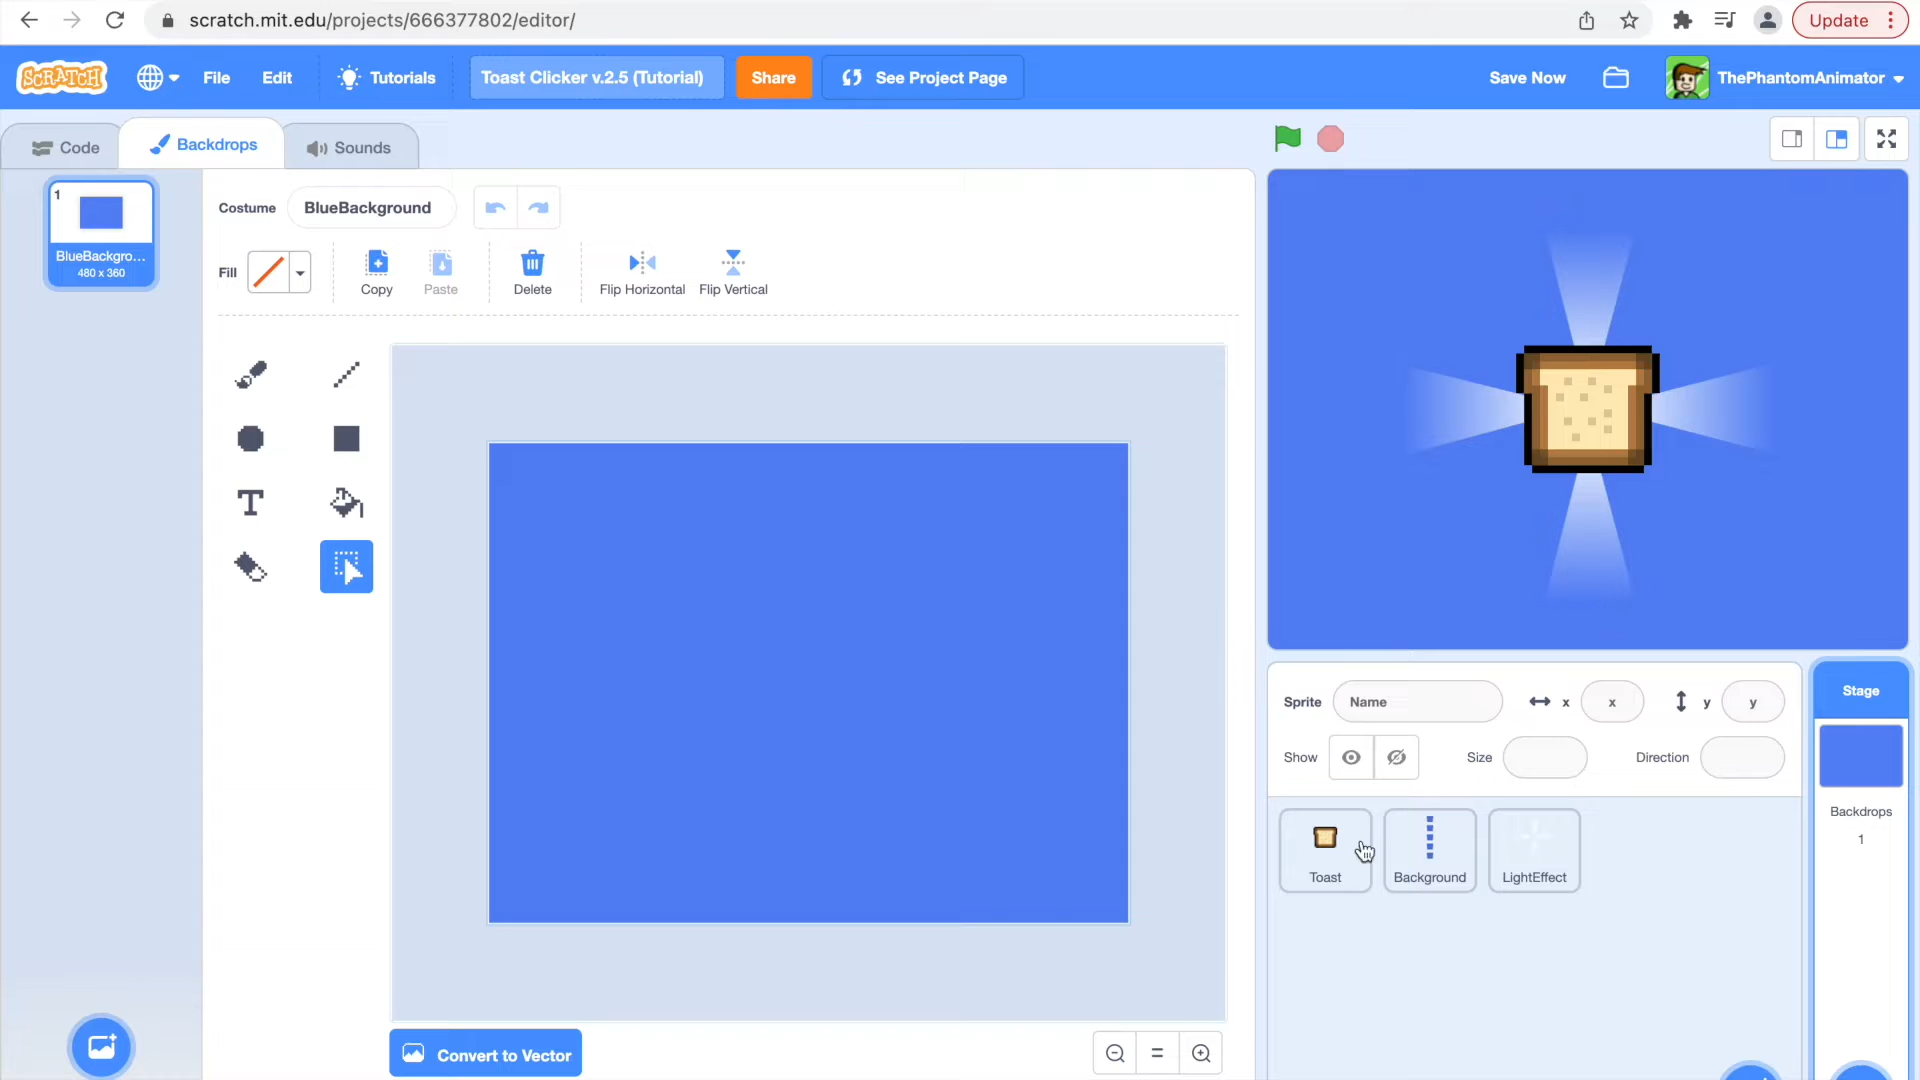 scratch.mit.edu/projects/666377802/editor/
Update
SCRATCH
File
Edit
Tutorials
Toast Clicker v.2.5 (Tutorial)
Share
See Project Page
Save Now
ThePhantomAnimator
Code
Backdrops
Sounds
1
BlueBackgro...
480 x 360
Costume
BlueBackground
Fill
Copy
Paste
Delete
Flip Horizontal
Flip Vertical
T
Convert to Vector
Sprite
Name
x
x
y
y
Show
Size
Direction
Toast
Background
LightEffect
Stage
Backdrops
1